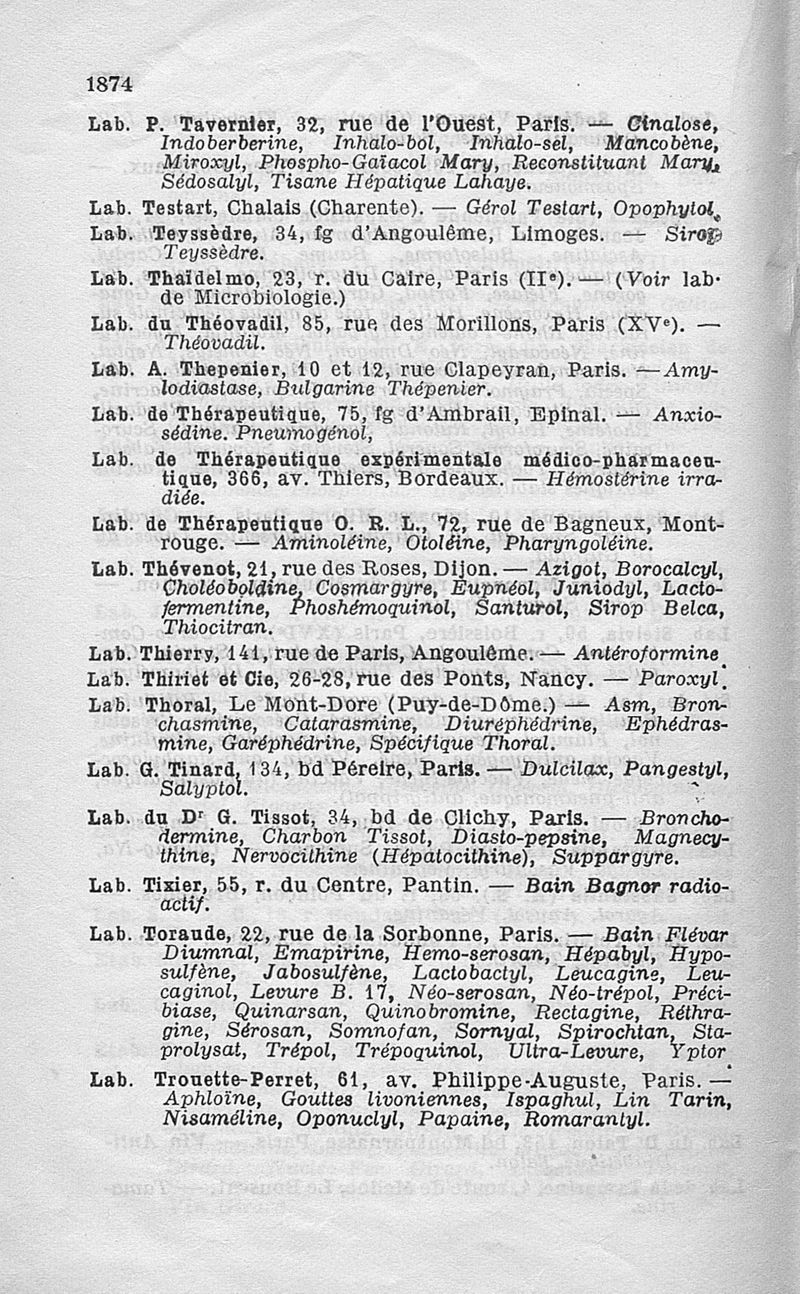 1874
Lab. P. Tavernier, 32, rue de l'Ouest, Paris. — Cinalose,
Indoberberine, Inhalo-bol, Inhalo-sel, Mancobène,
Miroxyl, Phospho-Gaïacol Mary, Reconstituant Mary,
Sédosalyl, Tisane Hépatique Lahaye.
Lab. Testart, Chalais (Charente). — Gérol Testart, Opophytol.
Lab. Teyssèdre, 34, fg d'Angoulême, Limoges. — Sirop
Teyssèdre.
Lab. Thaïdelmo, 23, r. du Caire, Paris (IIe). — (Voir lab.
de Microbiologie.)
Lab. du Théovadil, 85, rue des Morillons, Paris (XVe). —
Théovadil.
Lab. A. Thepenier, 10 et 12, rue Clapeyran, Paris. — Amy-
lodiastase, Bulgarine Thépenier.
Lab. de Thérapeutique, 75, fg d'Ambrail, Epinal. — Anxio-
sédine. Pneumogénol,
Lab. de Thérapeutique expérimentale médico-pharmaceu-
tique, 366, av. Thiers, Bordeaux. — Hémostérine irra-
diée.
Lab. de Thérapeutique O. R. L., 72, rue de Bagneux, Mont-
rouge. — Aminoléine, Otoléine, Pharyngoléine.
Lab. Thévenot, 21, rue des Roses, Dijon. — Azigot, Borocalcyl,
Choléoboldine, Cosmargyre, Eupnéol, Juniodyl, Lacto-
fermentine, Phoshémoquinol, Santurol, Sirop Belca,
Thiocitran.
Lab. Thierry, 141, rue de Paris, Angoulême. — Antéroformine.
Lab. Thiriet et Cie, 26-28, rue des Ponts, Nancy. — Paroxyl.
Lab. Thoral, Le Mont-Dore (Puy-de-Dôme.) — Asm, Bron-
chasmine, Catarasmine, Diuréphédrine, Ephédras-
mine, Garéphédrine, Spécifique Thoral.
Lab. G. Tinard, 134, bd Péreire, Paris. — Dulcilax, Pangestyl,
Salyptol.
Lab. du Dr G. Tissot, 34, bd de Clichy, Paris. — Broncho-
dermine, Charbon Tissot, Diasto-pepsine, Magnecy-
thine, Nervocithine (Hépatocithine), Suppargyre.
Lab. Tixier, 55, r. du Centre, Pantin. — Bain Bagnor radio-
actif.
Lab. Toraude, 22, rue de la Sorbonne, Paris. — Bain Flévar
Diumnal, Emapirine, Hemo-serosan, Hépabyl, Hypo-
sulfène, Jabosulfène, Lactobactyl, Leucagine, Leu-
caginol, Levure B. 17, Néo-serosan, Néo-trépol, Préci-
biase, Quinarsan, Quinobromine, Rectagine, Réthra-
gine, Sérosan, Somnofan, Sornyal, Spirochtan, Sta-
prolysat, Trépol, Trépoquinol, Ultra-Levure, Yptor.
Lab. Trouette-Perret, 61, av. Philippe-Auguste, Paris. —
Aphloïne, Gouttes livoniennes, Ispaghul, Lin Tarin,
Nisaméline, Oponuclyl, Papaine, Romarantyl.